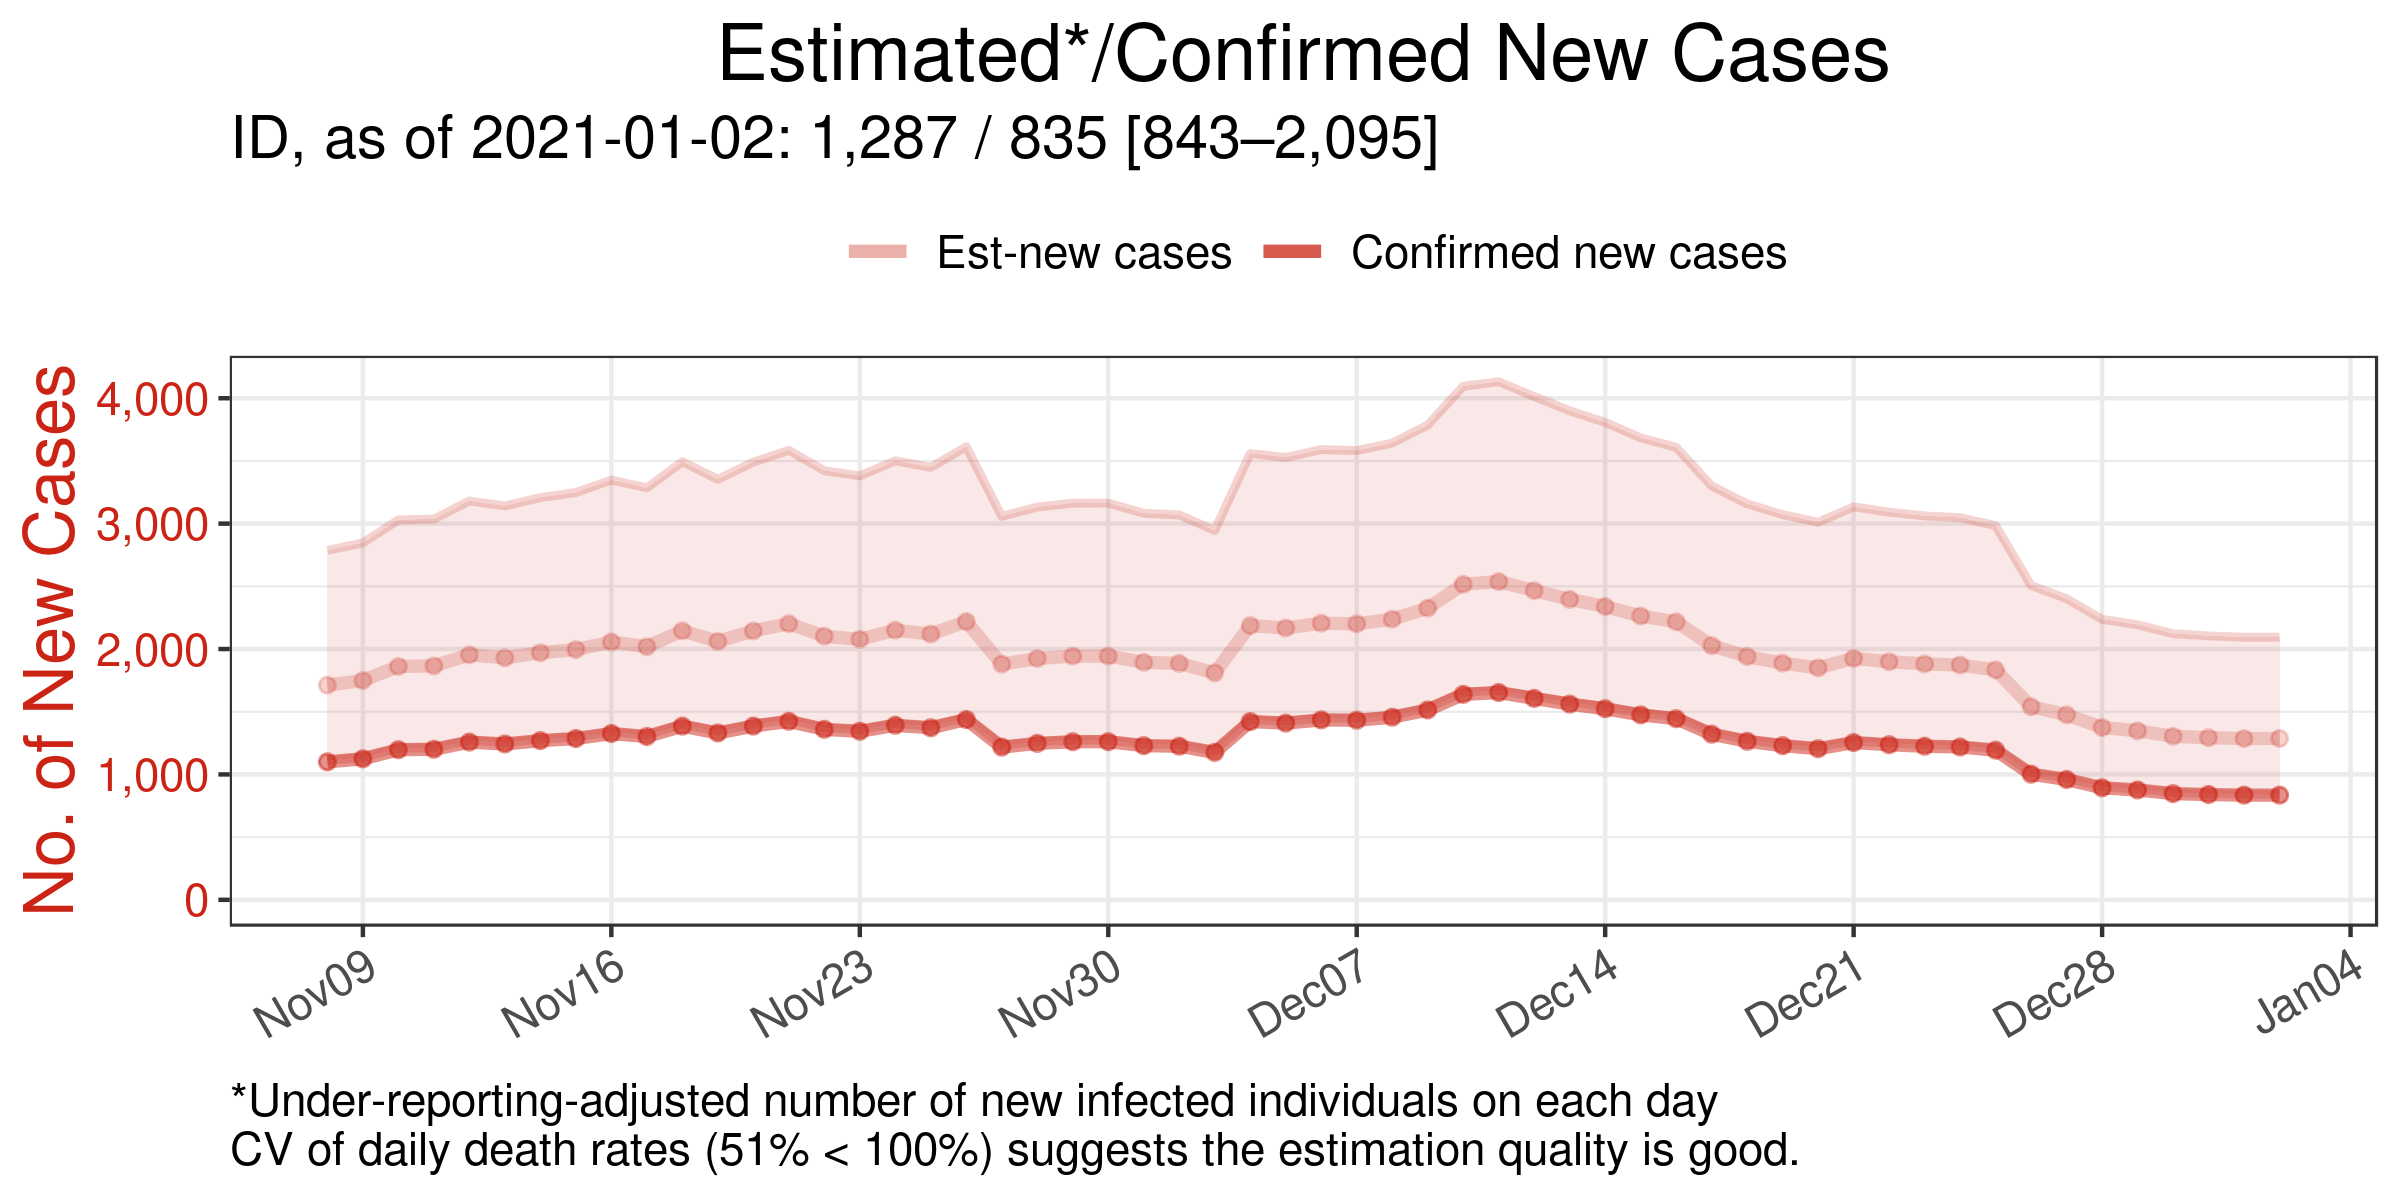 Estimated*/Confirmed New Cases
ID, as of 2021-01-02: 1,287 / 835 [843–2,095]
Est-new cases
Confirmed new cases
No. of New Cases
4,000
3,000
2,000
1,000
0
Nov09
Nov16
Nov23
Nov30
Dec07
Dec14
Dec21
Dec28
Jan04
*Under-reporting-adjusted number of new infected individuals on each day
CV of daily death rates (51% < 100%) suggests the estimation quality is good.